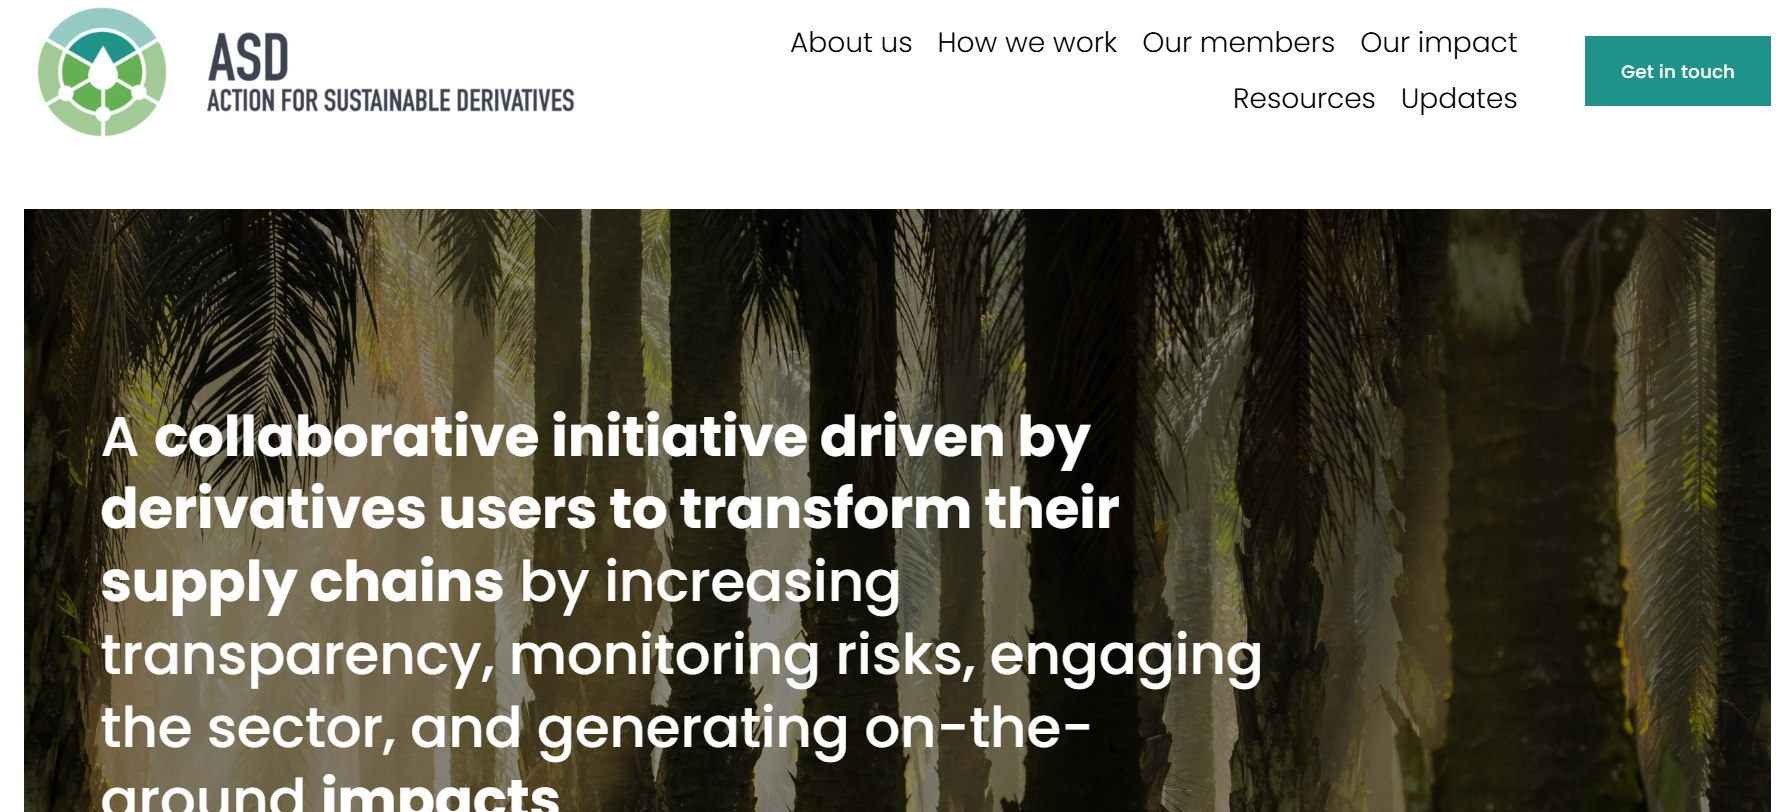 ASD
ACTION FOR SUSTAINABLE DERIVATIVES
About us How we work Our members Our impact
Resources Updates
Get in touch
A collaborative initiative driven by
derivatives users to transform their
supply chains by increasing
transparency, monitoring risks, engaging
the sector, and generating on-the-
ground impacts